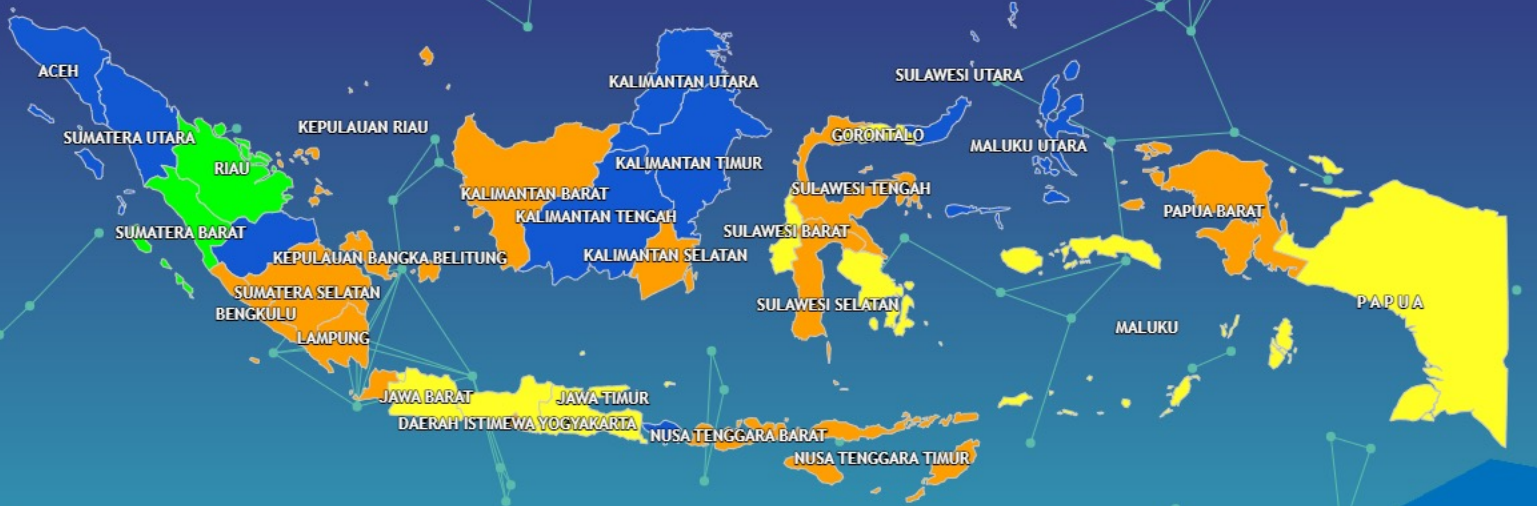 ACEH
SUMATERA UTARA
RIAU
KEPULAUAN RIAU
SUMATERA BARAT
KEPULAUAN BANGKA BELITUNG
SUMATERA SELATAN
BENGKULU
LAMPUNG
JAWA BARAT
JAWA TIMUR
DAERAH ISTIMEWA YOGYAKARTA
KALIMANTAN UTARA
KALIMANTAN TIMUR
KALIMANTAN BARAT
KALIMANTAN TENGAH
KALIMANTAN SELATAN
SULAWESI UTARA
GORONTALO
SULAWESI TENGAH
SULAWESI BARAT
SULAWESI SELATAN
NUSA TENGGARA BARAT
NUSA TENGGARA TIMUR
MALUKU UTARA
MALUKU
PAPUA BARAT
PAPUA